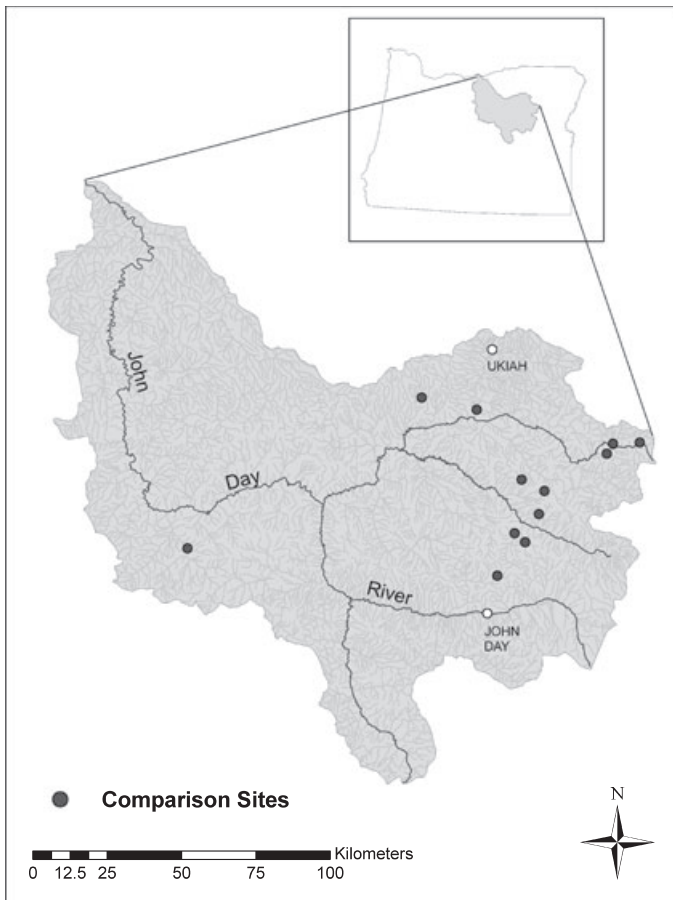 UKIAH
John
Day
River
JOHN
DAY
Comparison Sites
N
Kilometers
0 12.5 25 50 75 100